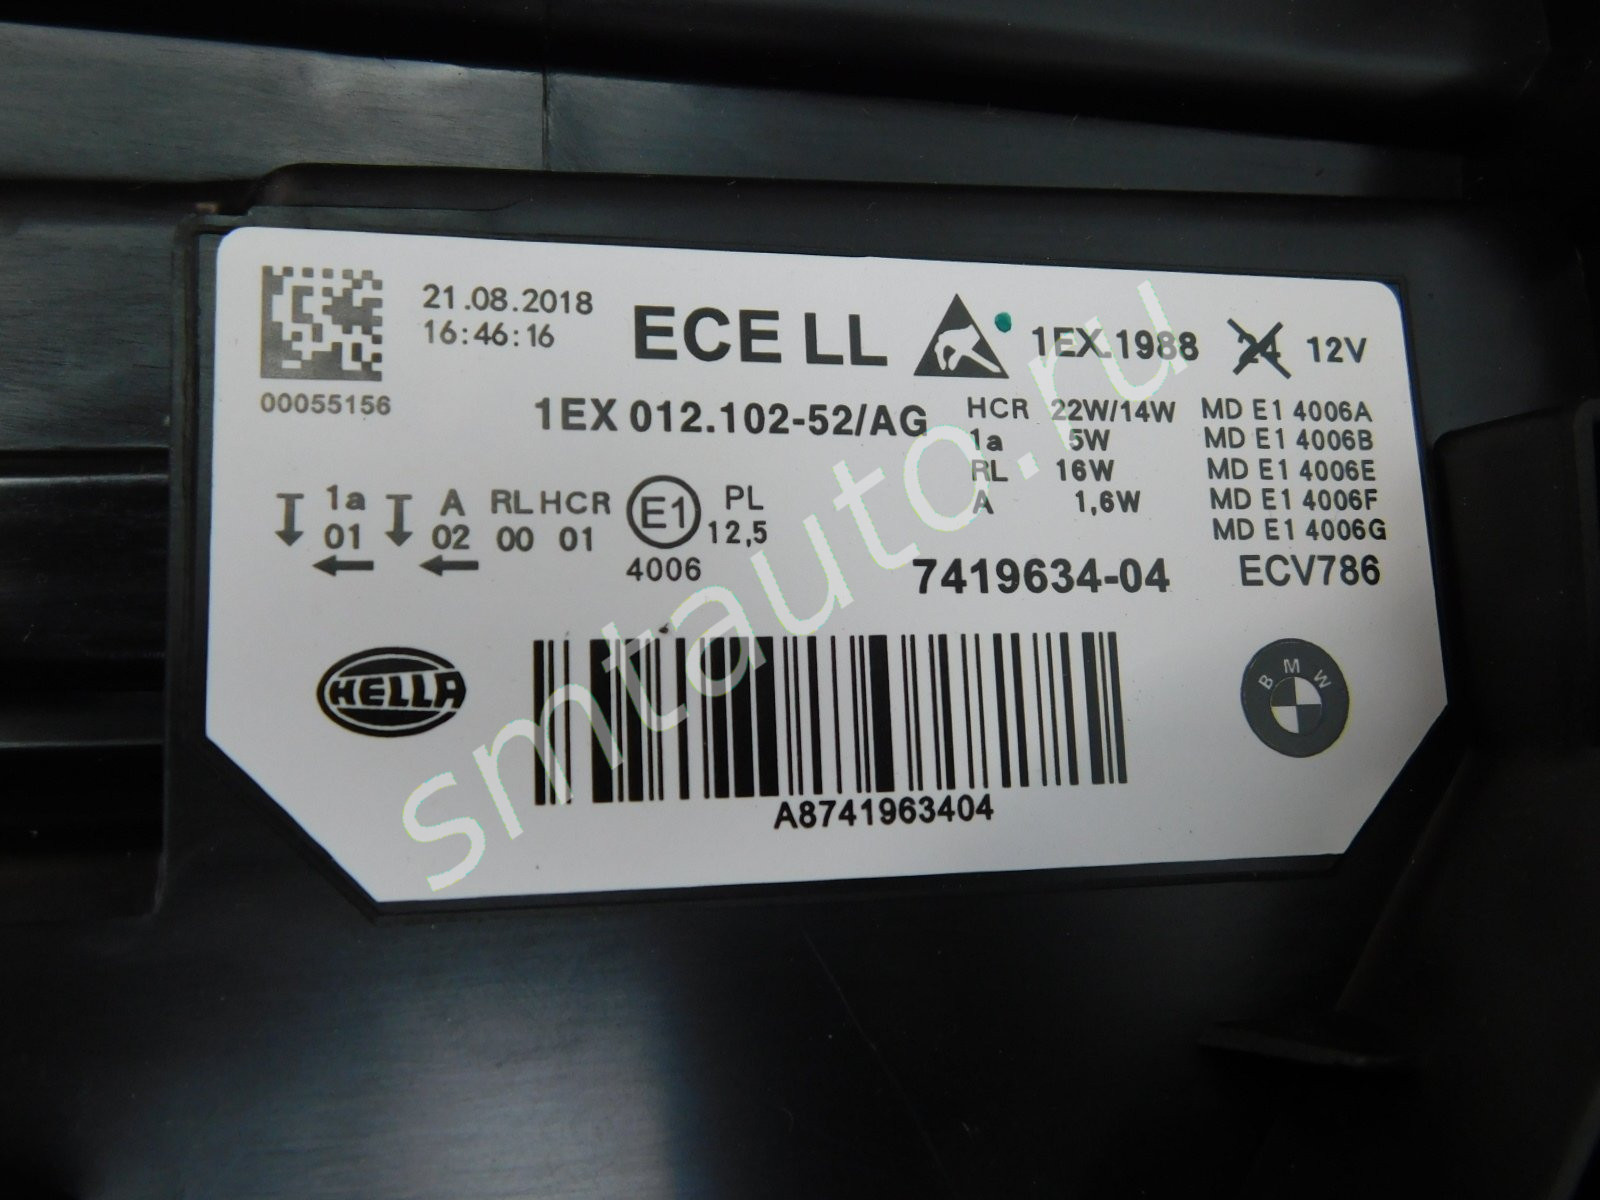 21.08.2018
16:46:16
00055156
ECE LL
1EX.1988
24 12V
1EX 012.102-52/AG
HCR 22W/14W
1a 5W
RL 16W
A 1,6W
MD E1 4006A
MD E1 4006B
MD E1 4006E
MD E1 4006F
MD E1 4006G
1a A RL HCR E1 PL
01 02 00 01 12,5
4006
7419634-04 ECV786
HELLA
BMW
A8741963404
smtauto.ru